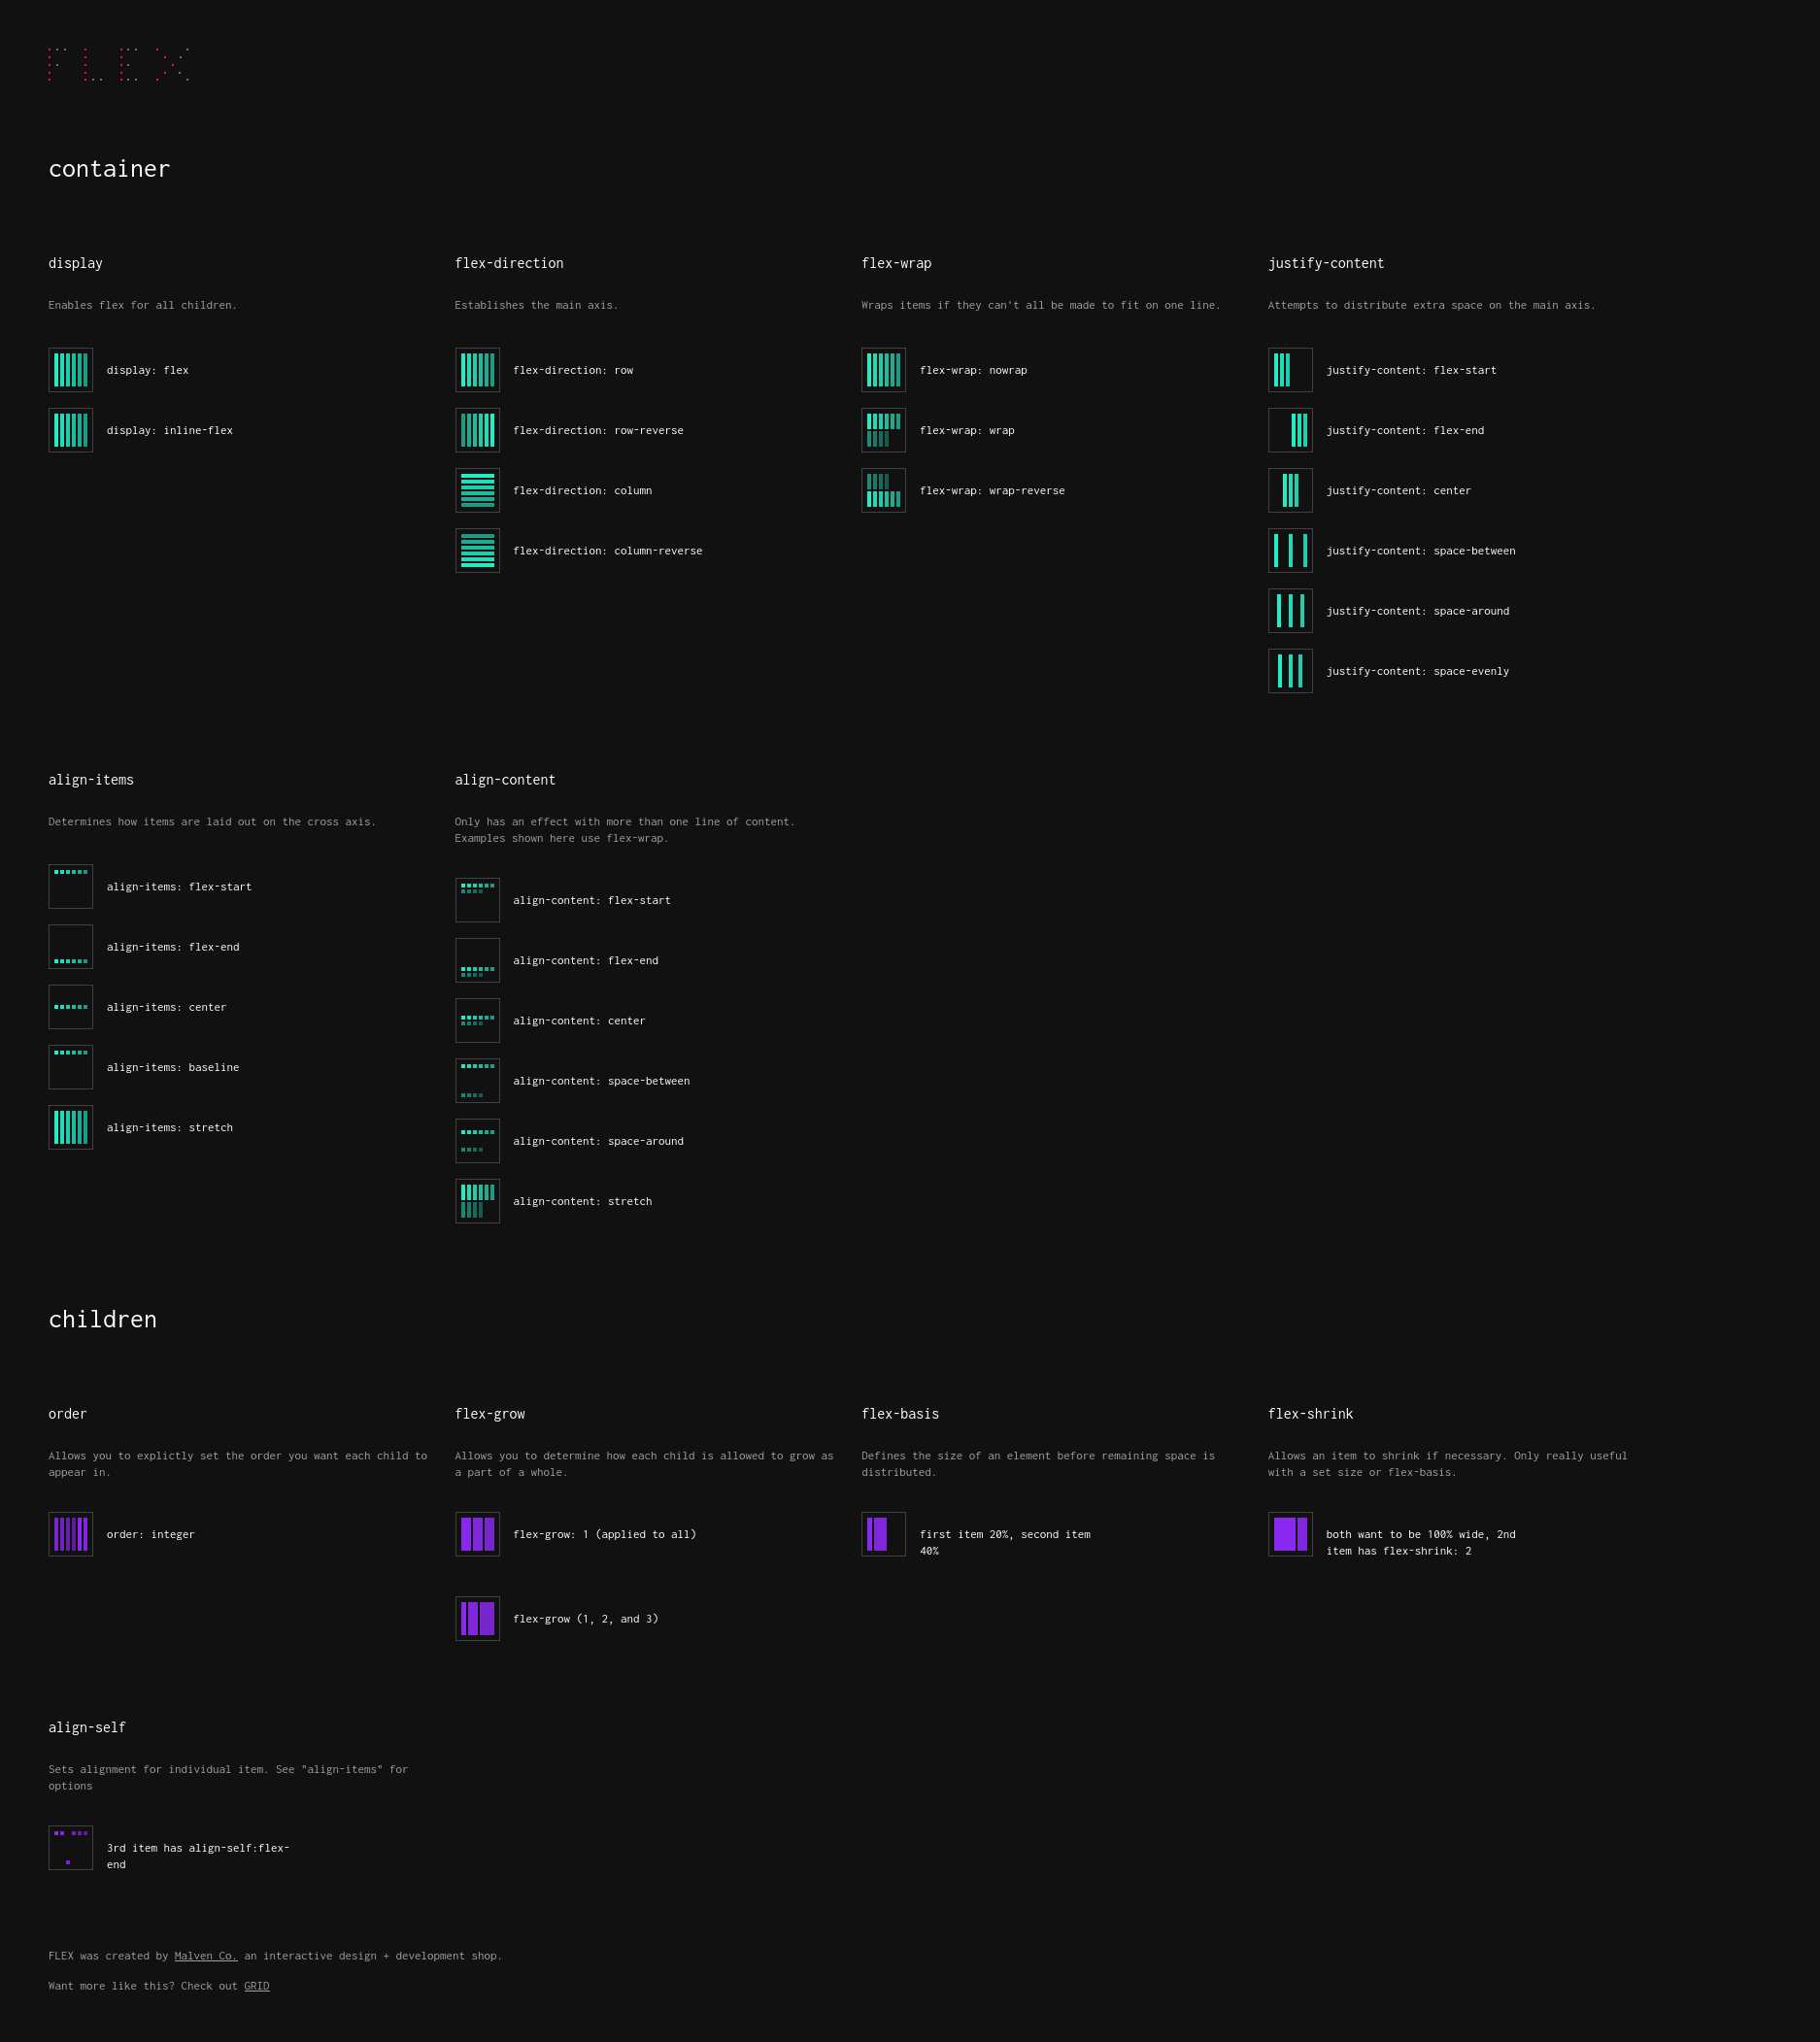 FLEX
container
display
Enables flex for all children.
display: flex
display: inline-flex
flex-direction
Establishes the main axis.
flex-direction: row
flex-direction: row-reverse
flex-direction: column
flex-direction: column-reverse
flex-wrap
Wraps items if they can't all be made to fit on one line.
flex-wrap: nowrap
flex-wrap: wrap
flex-wrap: wrap-reverse
justify-content
Attempts to distribute extra space on the main axis.
justify-content: flex-start
justify-content: flex-end
justify-content: center
justify-content: space-between
justify-content: space-around
justify-content: space-evenly
align-items
Determines how items are laid out on the cross axis.
align-items: flex-start
align-items: flex-end
align-items: center
align-items: baseline
align-items: stretch
align-content
Only has an effect with more than one line of content.
Examples shown here use flex-wrap.
align-content: flex-start
align-content: flex-end
align-content: center
align-content: space-between
align-content: space-around
align-content: stretch
children
order
Allows you to explictly set the order you want each child to
appear in.
order: integer
flex-grow
Allows you to determine how each child is allowed to grow as
a part of a whole.
flex-grow: 1 (applied to all)
flex-grow (1, 2, and 3)
flex-basis
Defines the size of an element before remaining space is
distributed.
first item 20%, second item
40%
flex-shrink
Allows an item to shrink if necessary. Only really useful
with a set size or flex-basis.
both want to be 100% wide, 2nd
item has flex-shrink: 2
align-self
Sets alignment for individual item. See "align-items" for
options
3rd item has align-self:flex-
end
FLEX was created by Malven Co. an interactive design + development shop.
Want more like this? Check out GRID